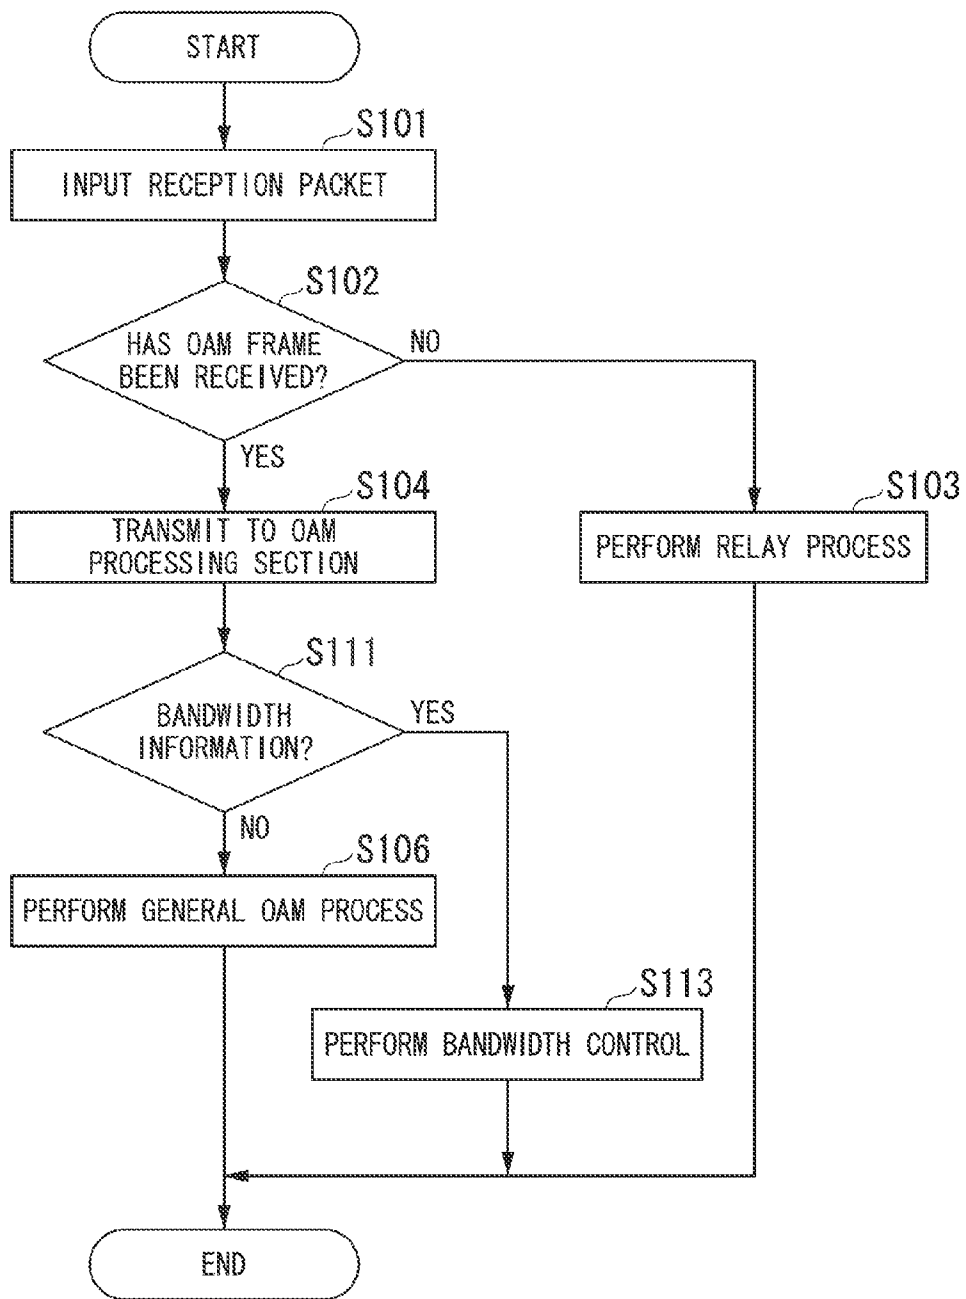 START
S101
INPUT RECEPTION PACKET
S102
HAS OAM FRAME
BEEN RECEIVED?
NO
YES
S104
TRANSMIT TO OAM
PROCESSING SECTION
S103
PERFORM RELAY PROCESS
S111
BANDWIDTH
INFORMATION?
YES
NO
S106
PERFORM GENERAL OAM PROCESS
S113
PERFORM BANDWIDTH CONTROL
END